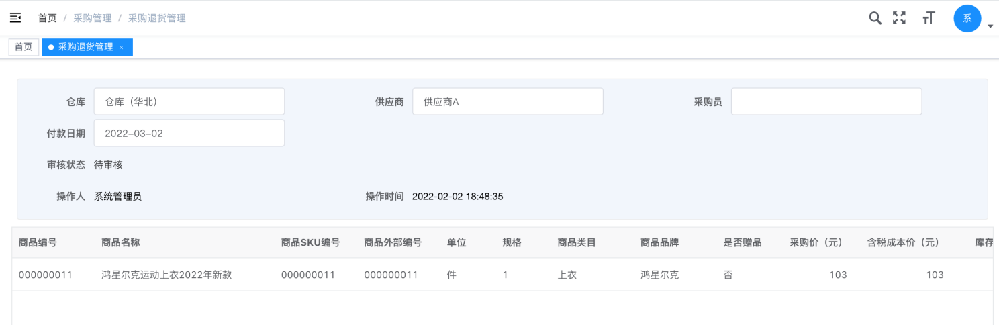 首页 / 采购管理 / 采购退货管理 系
首页 采购退货管理 ×
仓库 仓库（华北） 供应商 供应商A 采购员
付款日期 2022-03-02
审核状态 待审核
操作人 系统管理员 操作时间 2022-02-02 18:48:35
商品编号 商品名称 商品SKU编号 商品外部编号 单位 规格 商品类目 商品品牌 是否赠品 采购价（元） 含税成本价（元） 库存
000000011 鸿星尔克运动上衣2022年新款 000000011 000000011 件 1 上衣 鸿星尔克 否 103 103